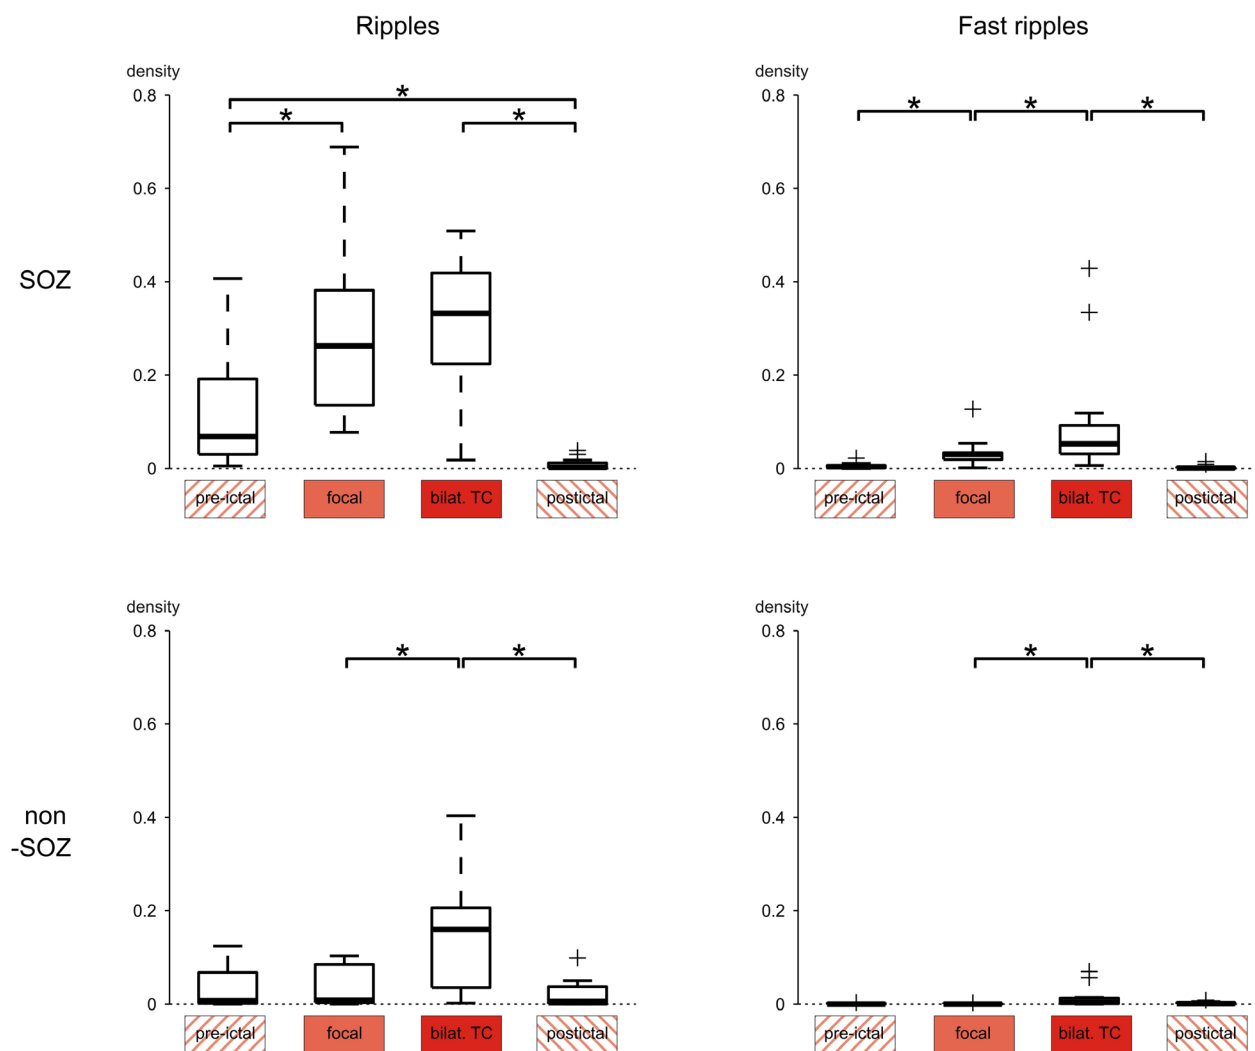 Ripples
Fast ripples
density
density
SOZ
0.8
0.6
0.4
0.2
0
* * *
pre-ictal focal bilat. TC postictal
0.8
0.6
0.4
0.2
0
* * *
pre-ictal focal bilat. TC postictal
non
-SOZ
density
0.8
0.6
0.4
0.2
0
* *
pre-ictal focal bilat. TC postictal
density
0.8
0.6
0.4
0.2
0
* *
pre-ictal focal bilat. TC postictal